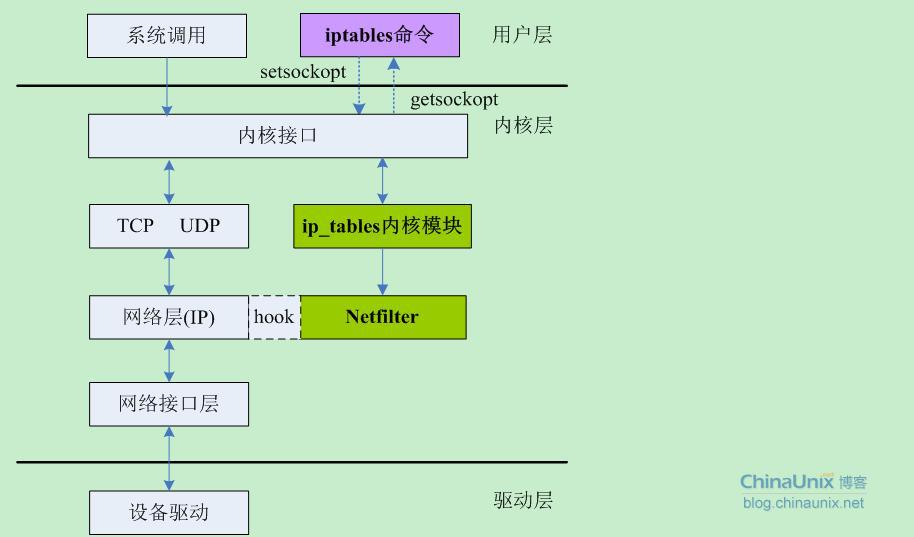 系统调用
iptables命令
用户层
setsockopt
getsockopt
内核接口
内核层
TCP UDP
ip_tables内核模块
网络层(IP)
hook
Netfilter
网络接口层
设备驱动
驱动层
ChinaUnix.net 博客
blog.chinaunix.net